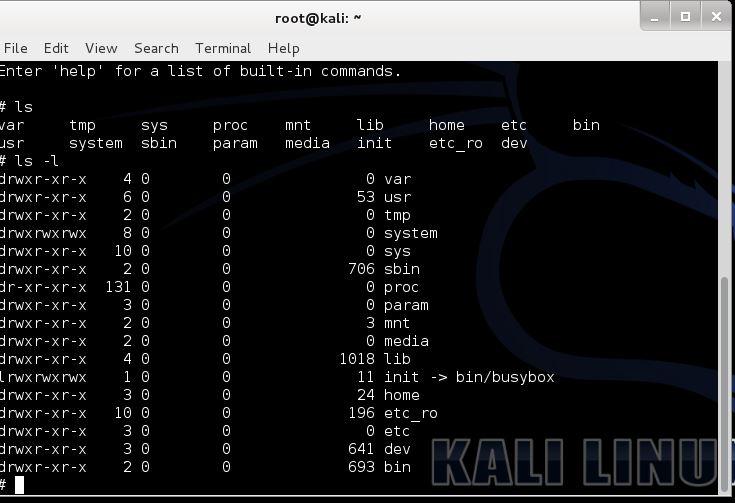 root@kali: ~
File Edit View Search Terminal Help
Enter 'help' for a list of built-in commands.
# ls
var tmp sys proc mnt lib home etc bin
usr system sbin param media init etc_ro dev
# ls -l
drwxr-xr-x 4 0 0 0 var
drwxr-xr-x 6 0 0 53 usr
drwxr-xr-x 2 0 0 0 tmp
drwxrwxrwx 8 0 0 0 system
drwxr-xr-x 10 0 0 0 sys
drwxr-xr-x 2 0 0 706 sbin
dr-xr-xr-x 131 0 0 0 proc
drwxr-xr-x 3 0 0 0 param
drwxr-xr-x 2 0 0 3 mnt
drwxr-xr-x 2 0 0 0 media
drwxr-xr-x 4 0 0 1018 lib
lrwxrwxrwx 1 0 0 11 init -> bin/busybox
drwxr-xr-x 3 0 0 24 home
drwxr-xr-x 10 0 0 196 etc_ro
drwxr-xr-x 3 0 0 0 etc
drwxr-xr-x 3 0 0 641 dev
drwxr-xr-x 2 0 0 693 bin
#
KALI LINUX